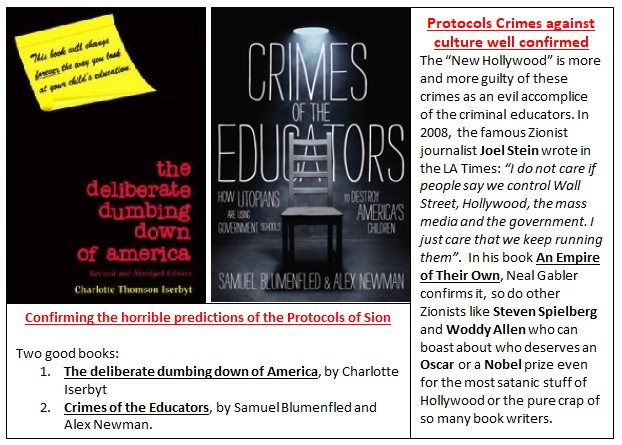 This book will change
forever the way you look
at your child's education.
the
deliberate
dumbing
down
of america
Revised and Abridged Edition
Charlotte Thomson Iserbyt
CRIMES
OF THE
EDUCATORS
HOW UTOPIANS
ARE USING
GOVERNMENT SCHOOLS
TO DESTROY
AMERICA'S
CHILDREN
SAMUEL BLUMENFLED & ALEX NEWMAN
Confirming the horrible predictions of the Protocols of Sion
Two good books:
1. The deliberate dumbing down of America, by Charlotte
Iserbyt
2. Crimes of the Educators, by Samuel Blumenfled and
Alex Newman.
Protocols Crimes against
culture well confirmed
The “New Hollywood” is more
and more guilty of these
crimes as an evil accomplice
of the criminal educators. In
2008, the famous Zionist
journalist Joel Stein wrote in
the LA Times: “I do not care if
people say we control Wall
Street, Hollywood, the mass
media and the government. I
just care that we keep running
them”. In his book An Empire
of Their Own, Neal Gabler
confirms it, so do other
Zionists like Steven Spielberg
and Woddy Allen who can
boast about who deserves an
Oscar or a Nobel prize even
for the most satanic stuff of
Hollywood or the pure crap of
so many book writers.